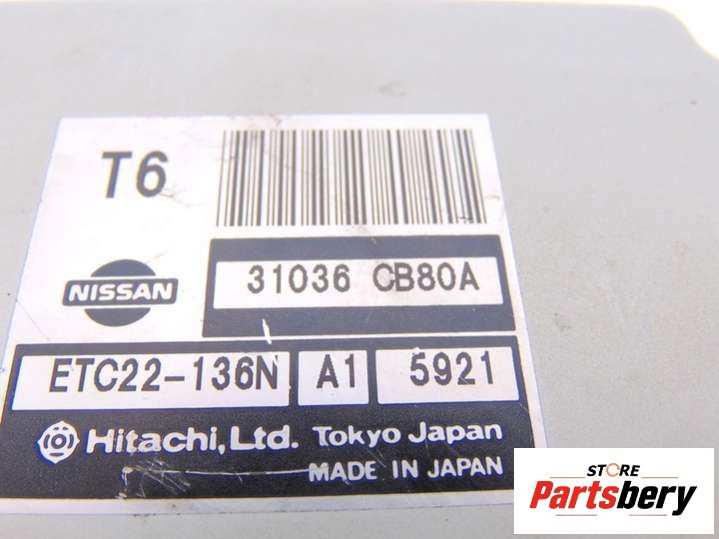 T6
NISSAN
31036 CB80A
ETC22-136N A1 5921
Hitachi, Ltd. Tokyo Japan
MADE IN JAPAN
STORE
Partsbery